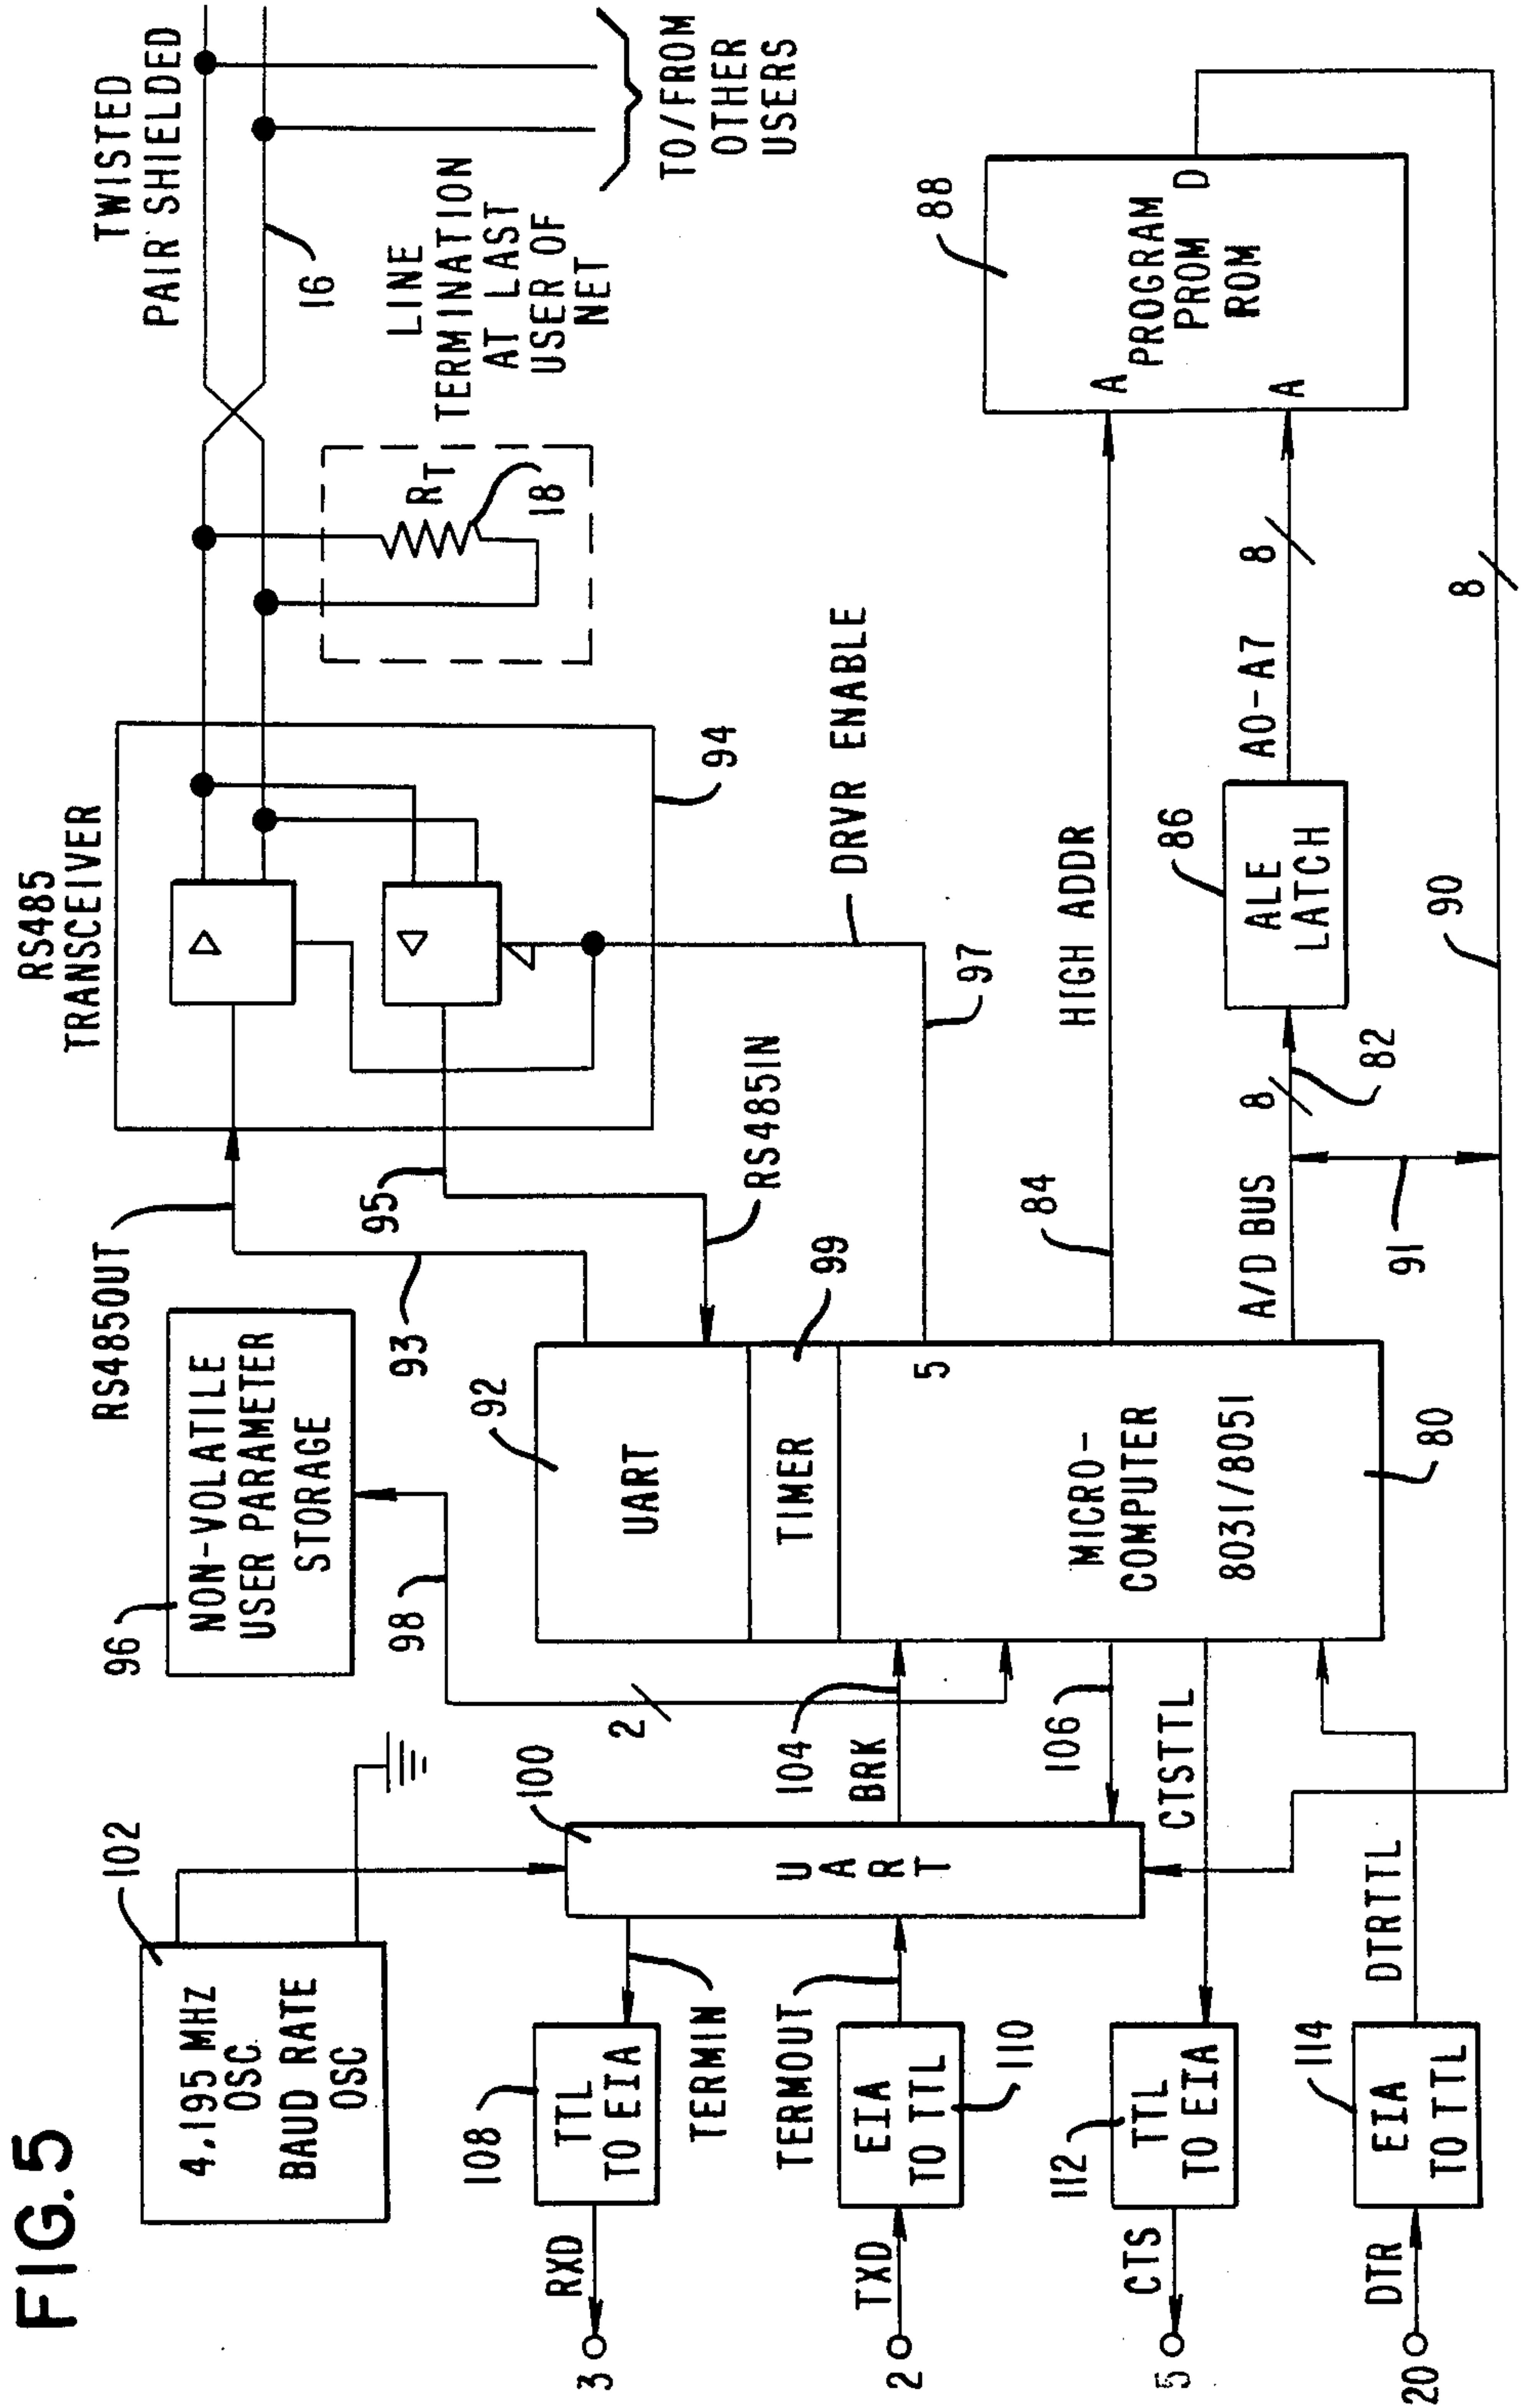 FIG. 5
102
4.195 MHZ
OSC
BAUD RATE
OSC
96
NON-VOLATILE
USER PARAMETER
STORAGE
98
2
RS485OUT
93
95
RS485IN
RS485
TRANSCEIVER
94
DRVR ENABLE
97
TWISTED
PAIR SHIELDED
16
RT
18
LINE
TERMINATION
AT LAST
USER OF
NET
TO/FROM
OTHER
USERS
92
UART
99
TIMER
5
MICRO-
COMPUTER
8031/8051
80
84
HIGH ADDR
A/D BUS
91
8
82
86
ALE
LATCH
A0-A7
8
88
A
PROGRAM
PROM
ROM
D
A
90
8
100
UART
104
BRK
106
CTSTTL
DTRTTL
TERMIN
TERMOUT
108
TTL
TO EIA
RXD
3
110
EIA
TO TTL
TXD
2
112
TTL
TO EIA
CTS
5
114
EIA
TO TTL
DTR
20